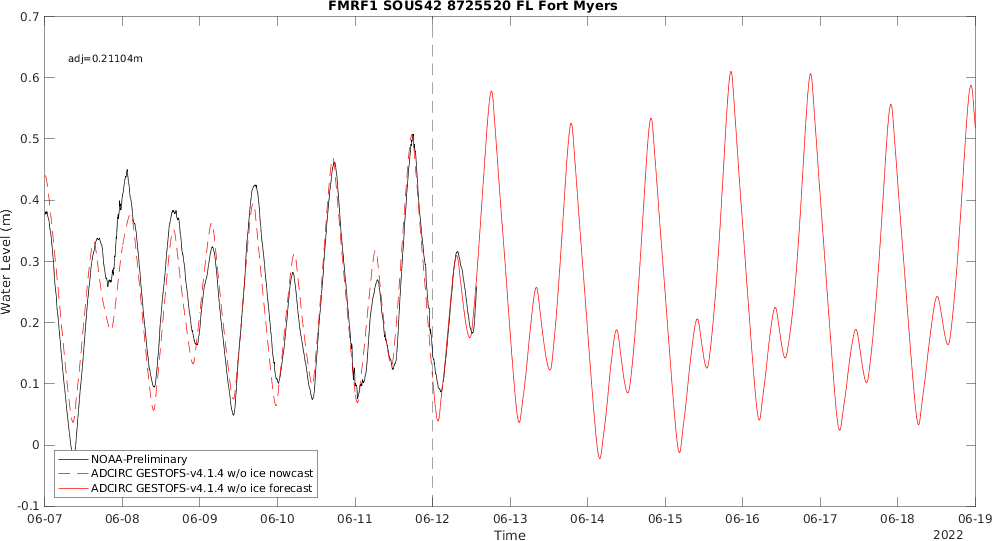 FMRF1 SOUS42 8725520 FL Fort Myers
adj=0.21104m
0.7
0.6
0.5
0.4
0.3
0.2
0.1
0
-0.1
Water Level (m)
NOAA-Preliminary
ADCIRC GESTOFS-v4.1.4 w/o ice nowcast
ADCIRC GESTOFS-v4.1.4 w/o ice forecast
06-07 06-08 06-09 06-10 06-11 06-12 06-13 06-14 06-15 06-16 06-17 06-18 06-19
Time
2022